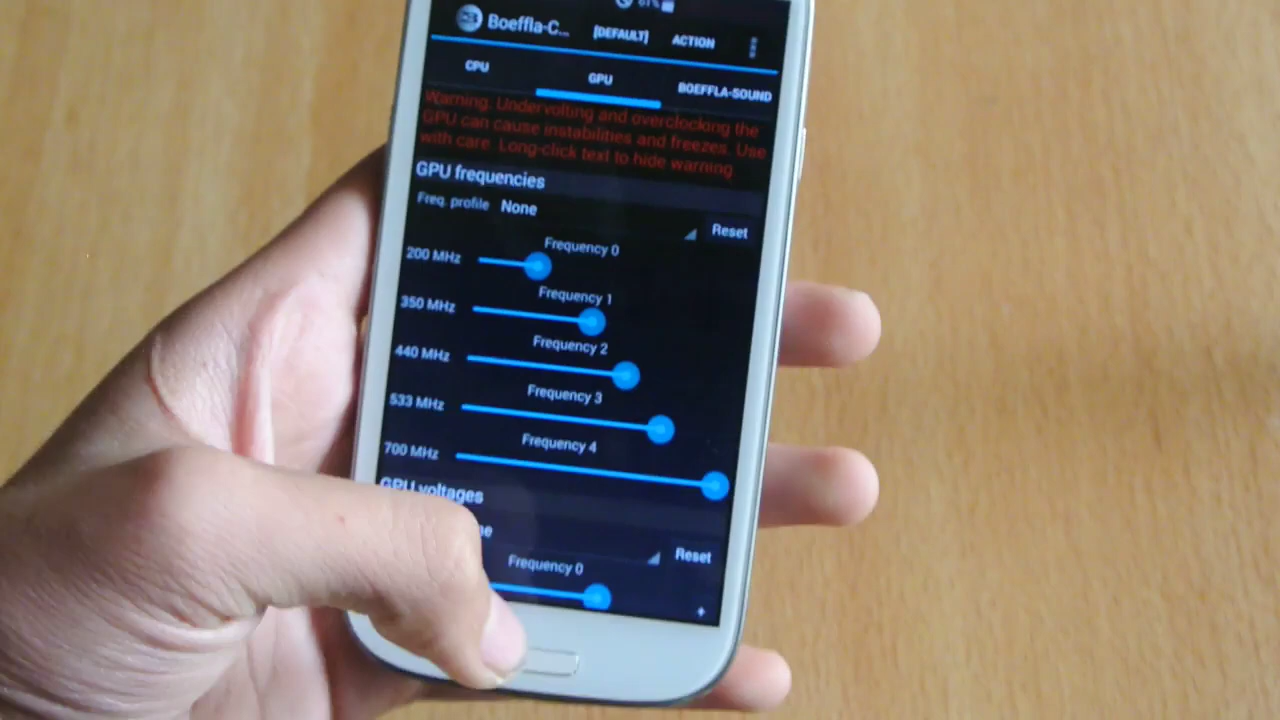 61%
Boeffla-C... [DEFAULT] ACTION
CPU GPU BOEFFLA-SOUND
Warning: Undervolting and overclocking the
GPU can cause instabilities and freezes. Use
with care. Long-click text to hide warning
GPU frequencies
Freq. profile None Reset
Frequency 0
200 MHz
Frequency 1
350 MHz
Frequency 2
440 MHz
Frequency 3
533 MHz
Frequency 4
700 MHz
GPU voltages
Reset
Frequency 0
+